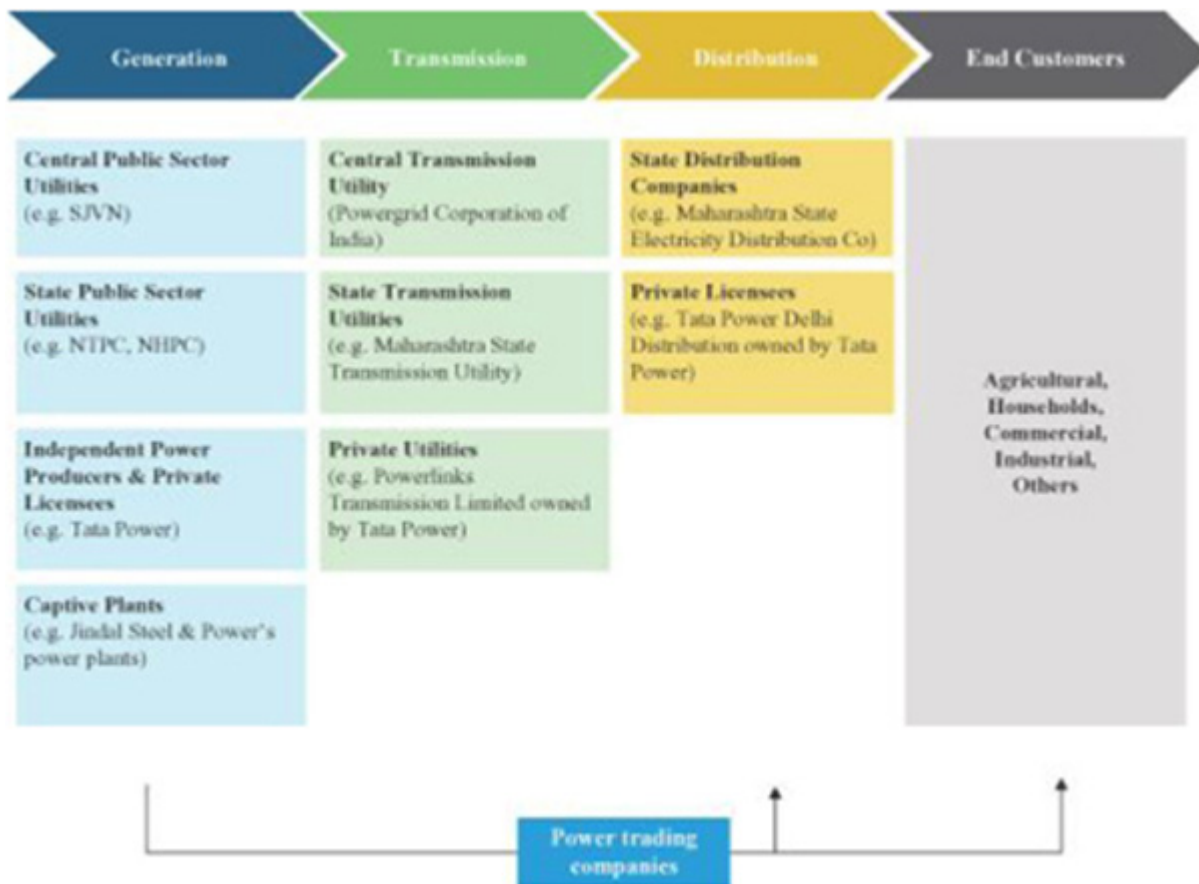 Generation
Transmission
Distribution
End Customers
Central Public Sector
Utilities
(e.g. SJVN)
State Public Sector
Utilities
(e.g. NTPC, NHPC)
Independent Power
Producers & Private
Licensees
(e.g. Tata Power)
Captive Plants
(e.g. Jindal Steel & Power's
power plants)
Central Transmission
Utility
(Powergrid Corporation of
India)
State Transmission
Utilities
(e.g. Maharashtra State
Transmission Utility)
Private Utilities
(e.g. Powerlinks
Transmission Limited owned
by Tata Power)
State Distribution
Companies
(e.g. Maharashtra State
Electricity Distribution Co)
Private Licensees
(e.g. Tata Power Delhi
Distribution owned by Tata
Power)
Agricultural,
Households,
Commercial,
Industrial,
Others
Power trading
companies